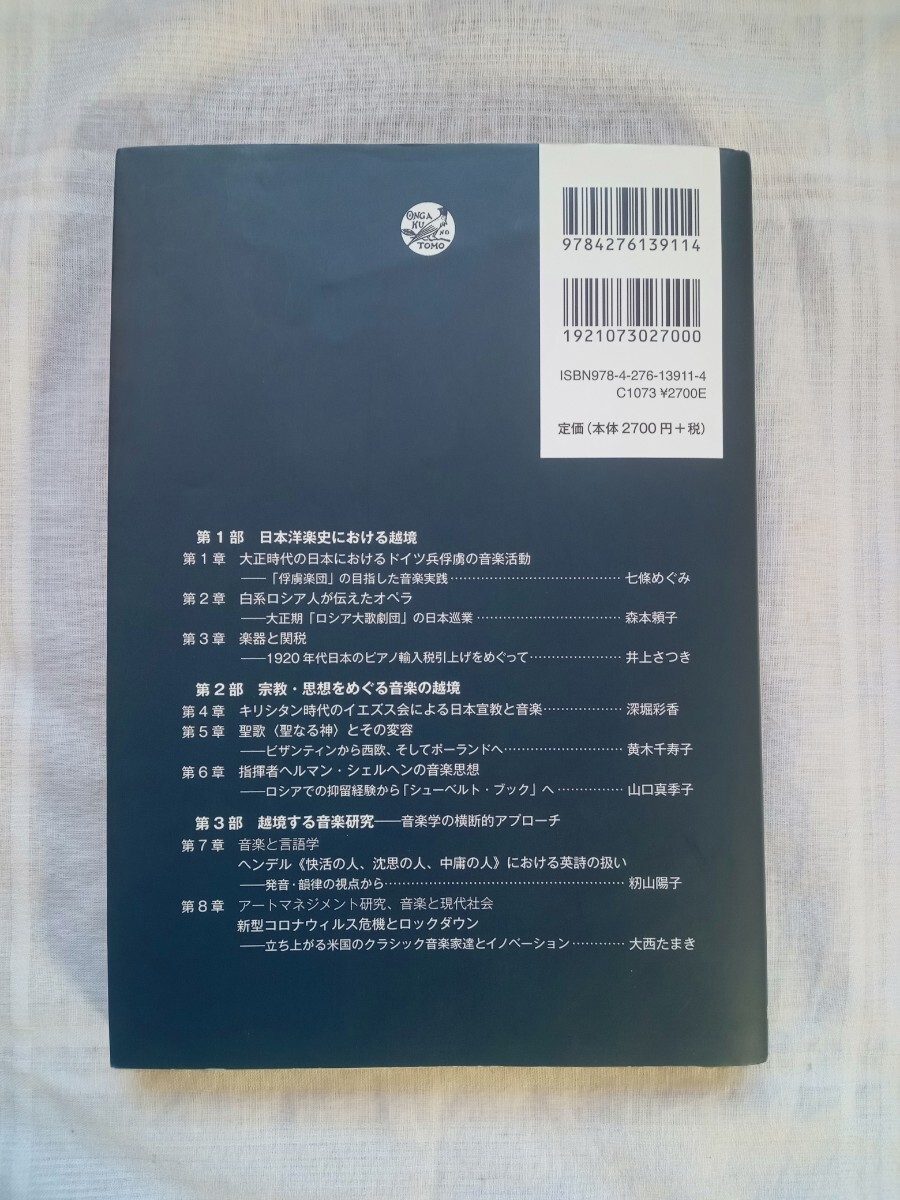 ONGA
KU
NO
TOMO
9784276139114
1921073027000
ISBN978-4-276-13911-4
C1073 ¥2700E
定価(本体2700円+税)
第1部 日本洋楽史における越境
第1章 大正時代の日本におけるドイツ兵俘虜の音楽活動
――「俘虜楽団」の目指した音楽実践…………………………………七條めぐみ
第2章 白系ロシア人が伝えたオペラ
――大正期「ロシア大歌劇団」の日本巡業……………………………森本頼子
第3章 楽器と関税
――1920年代日本のピアノ輸入税引上げをめぐって…………………井上さつき
第2部 宗教・思想をめぐる音楽の越境
第4章 キリシタン時代のイエズス会による日本宣教と音楽………………深堀彩香
第5章 聖歌〈聖なる神〉とその変容
――ビザンティンから西欧、そしてポーランドへ………………………黄木千寿子
第6章 指揮者ヘルマン・シェルヘンの音楽思想
――ロシアでの抑留経験から「シューベルト・ブック」へ……………山口真季子
第3部 越境する音楽研究――音楽学の横断的アプローチ
第7章 音楽と言語学
ヘンデル《快活の人、沈思の人、中庸の人》における英詩の扱い
――発音・韻律の視点から………………………………………………籾山陽子
第8章 アートマネジメント研究、音楽と現代社会
新型コロナウィルス危機とロックダウン
――立ち上がる米国のクラシック音楽家達とイノベーション…………大西たまき